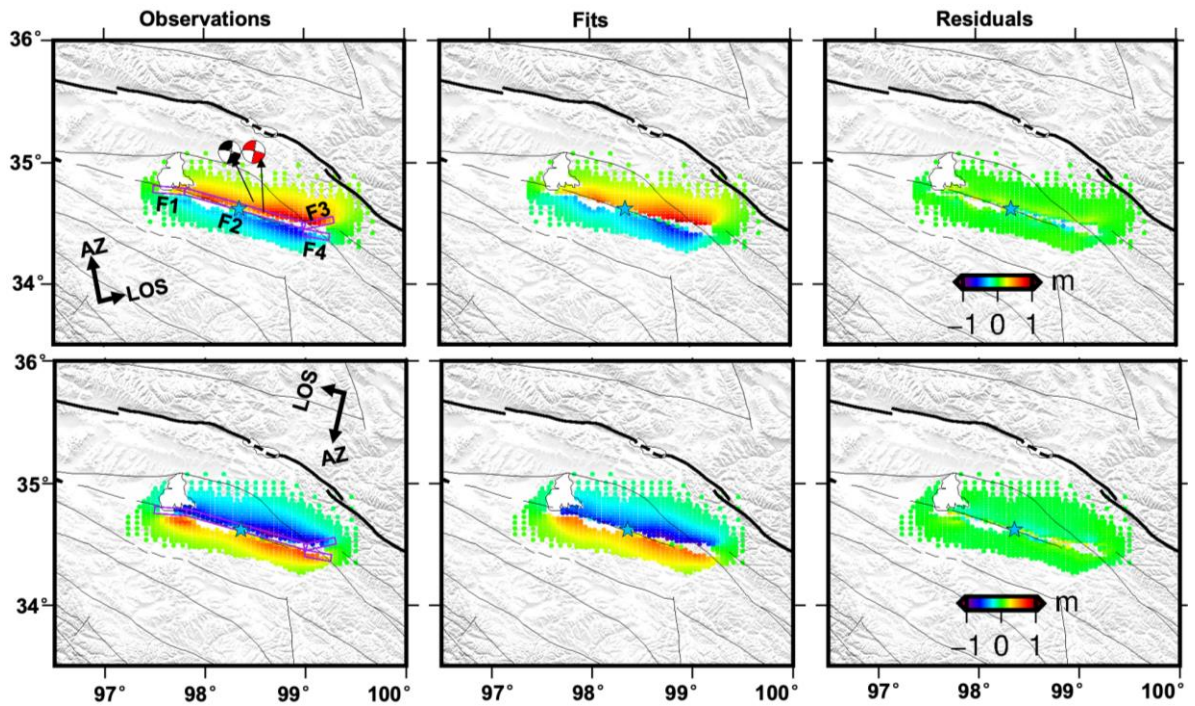 Observations Fits Residuals
36°
35°
34°
F1
F2
F3
F4
AZ
LOS
m
−1 0 1
36°
35°
34°
LOS
AZ
m
−1 0 1
97° 98° 99° 100° 97° 98° 99° 97° 98° 99° 100°